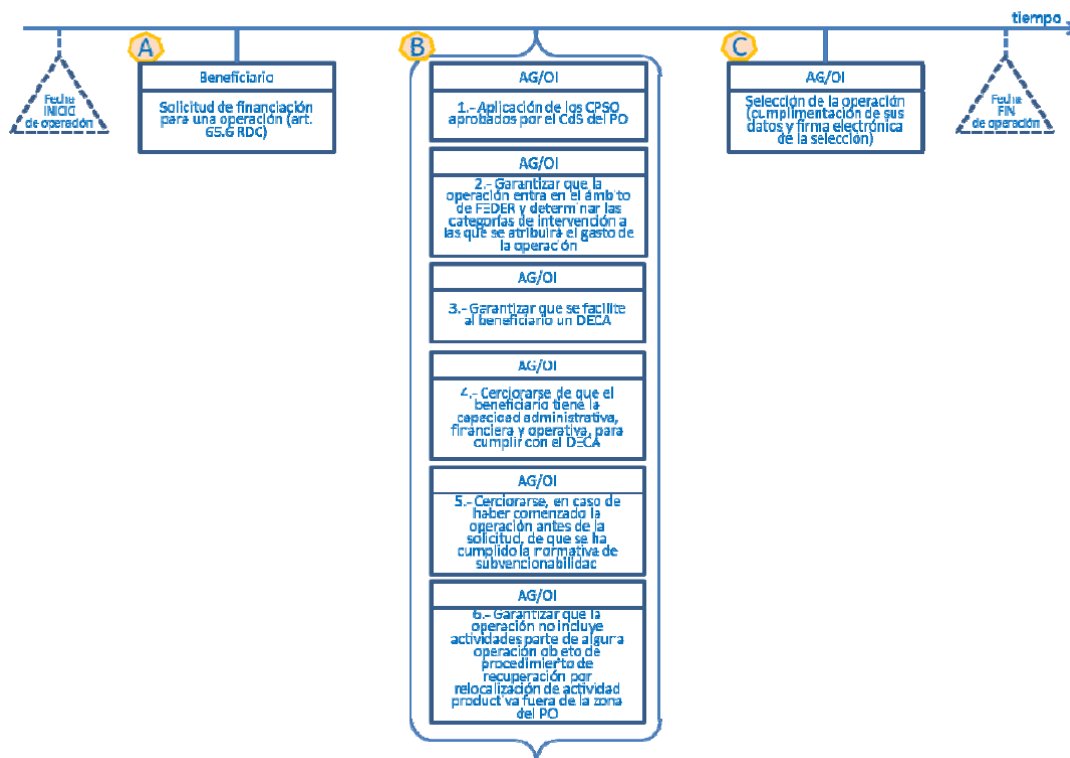 tiempo
A
B
C
Fecha
INICIO
de operación
Beneficiario
Solicitud de financiación
para una operación (art.
65.6 RDC)
AG/OI
1.- Aplicación de los CPSO
aprobados por el CdS del PO
AG/OI
2.- Garantizar que la
operación entra en el ámbito
de FEDER y determinar las
categorías de intervención a
las que se atribuirá el gasto de
la operación
AG/OI
3.- Garantizar que se facilite
al beneficiario un DECA
AG/OI
4.- Cerciorarse de que el
beneficiario tiene la
capacidad administrativa,
financiera y operativa, para
cumplir con el DECA
AG/OI
5.- Cerciorarse, en caso de
haber comenzado la
operación antes de la
solicitud, de que se ha
cumplido la normativa de
subvencionabilidad
AG/OI
6.- Garantizar que la
operación no incluye
actividades parte de alguna
operación objeto de
procedimiento de
recuperación por
relocalización de actividad
productiva fuera de la zona
del PO
AG/OI
Selección de la operación
(cumplimentación de sus
datos y firma electrónica
de la selección)
Fecha
FIN
de operación